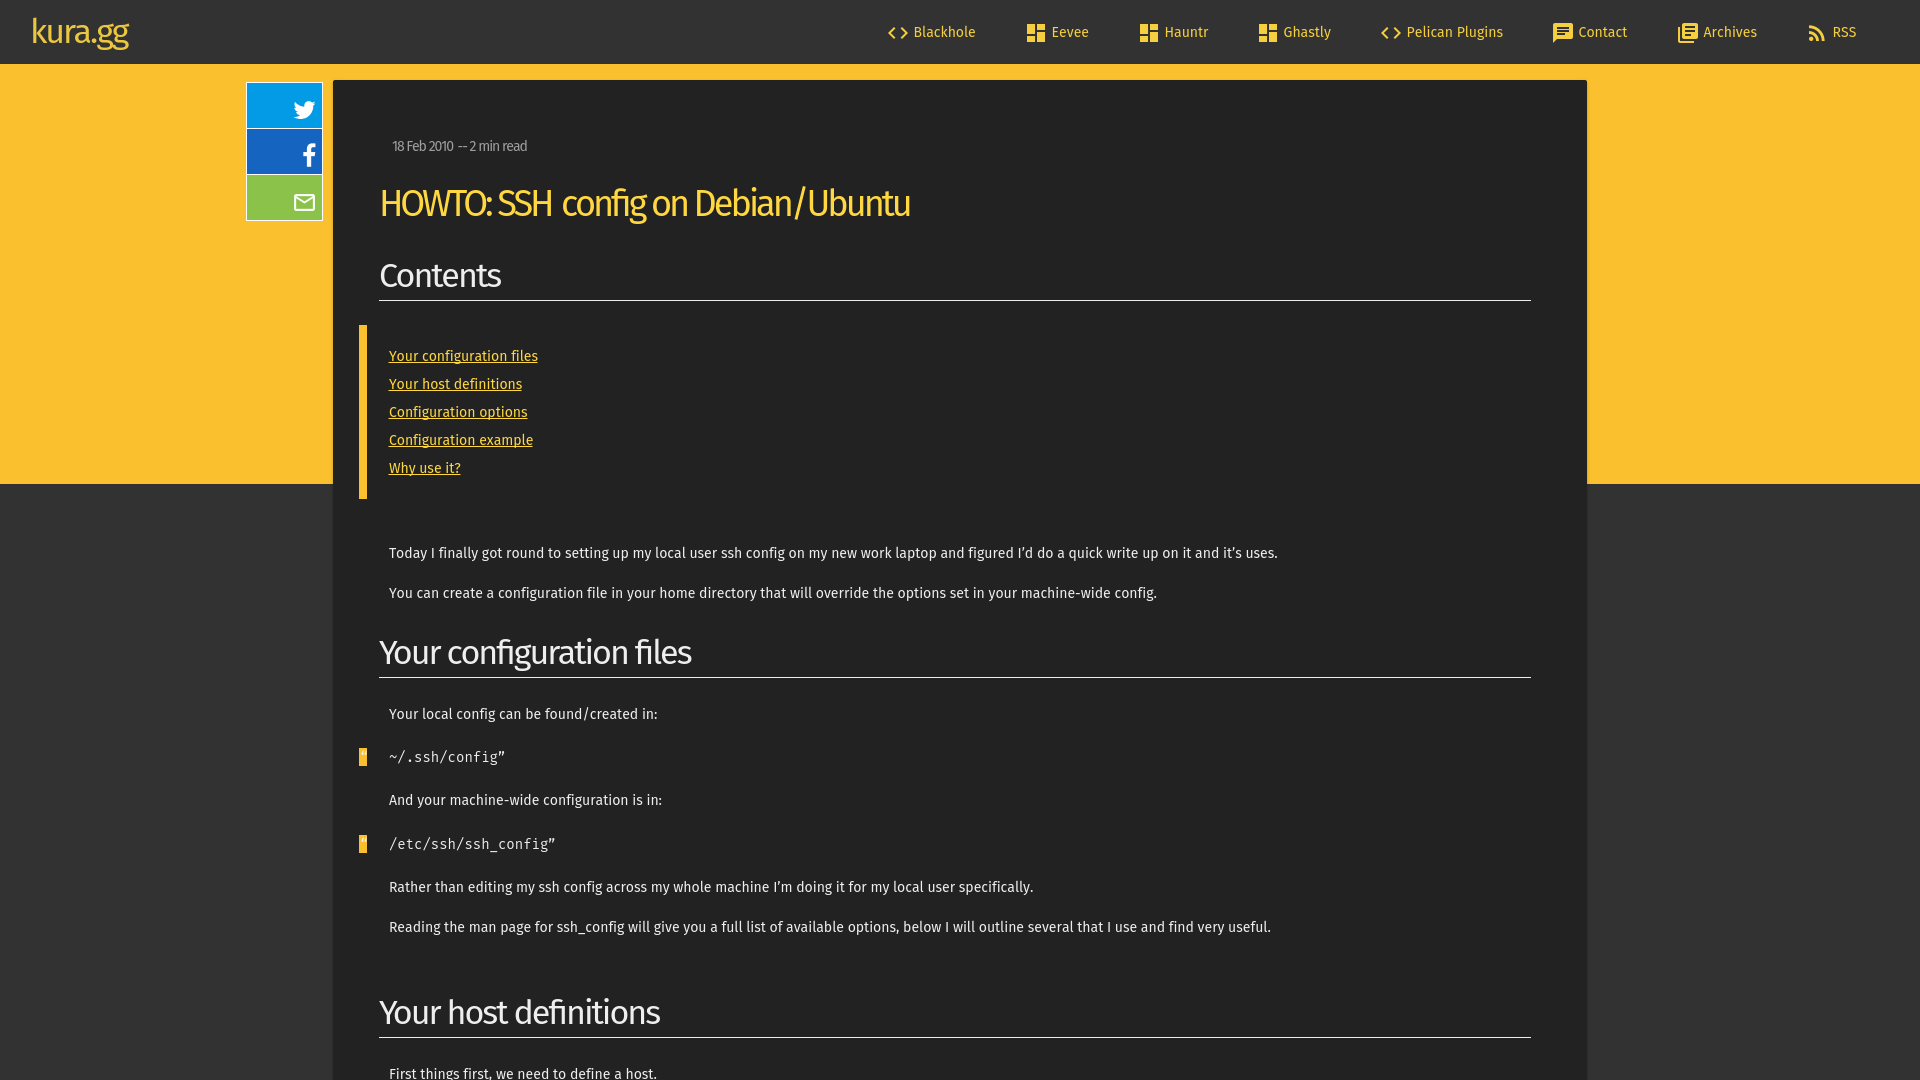 kura.gg
Blackhole
Eevee
Hauntr
Ghastly
Pelican Plugins
Contact
Archives
RSS
18 Feb 2010 -- 2 min read
HOWTO: SSH config on Debian/Ubuntu
Contents
Your configuration files
Your host definitions
Configuration options
Configuration example
Why use it?
Today I finally got round to setting up my local user ssh config on my new work laptop and figured I’d do a quick write up on it and it’s uses.
You can create a configuration file in your home directory that will override the options set in your machine-wide config.
Your configuration files
Your local config can be found/created in:
“ ~/.ssh/config”
And your machine-wide configuration is in:
“ /etc/ssh/ssh_config”
Rather than editing my ssh config across my whole machine I’m doing it for my local user specifically.
Reading the man page for ssh_config will give you a full list of available options, below I will outline several that I use and find very useful.
Your host definitions
First things first, we need to define a host.